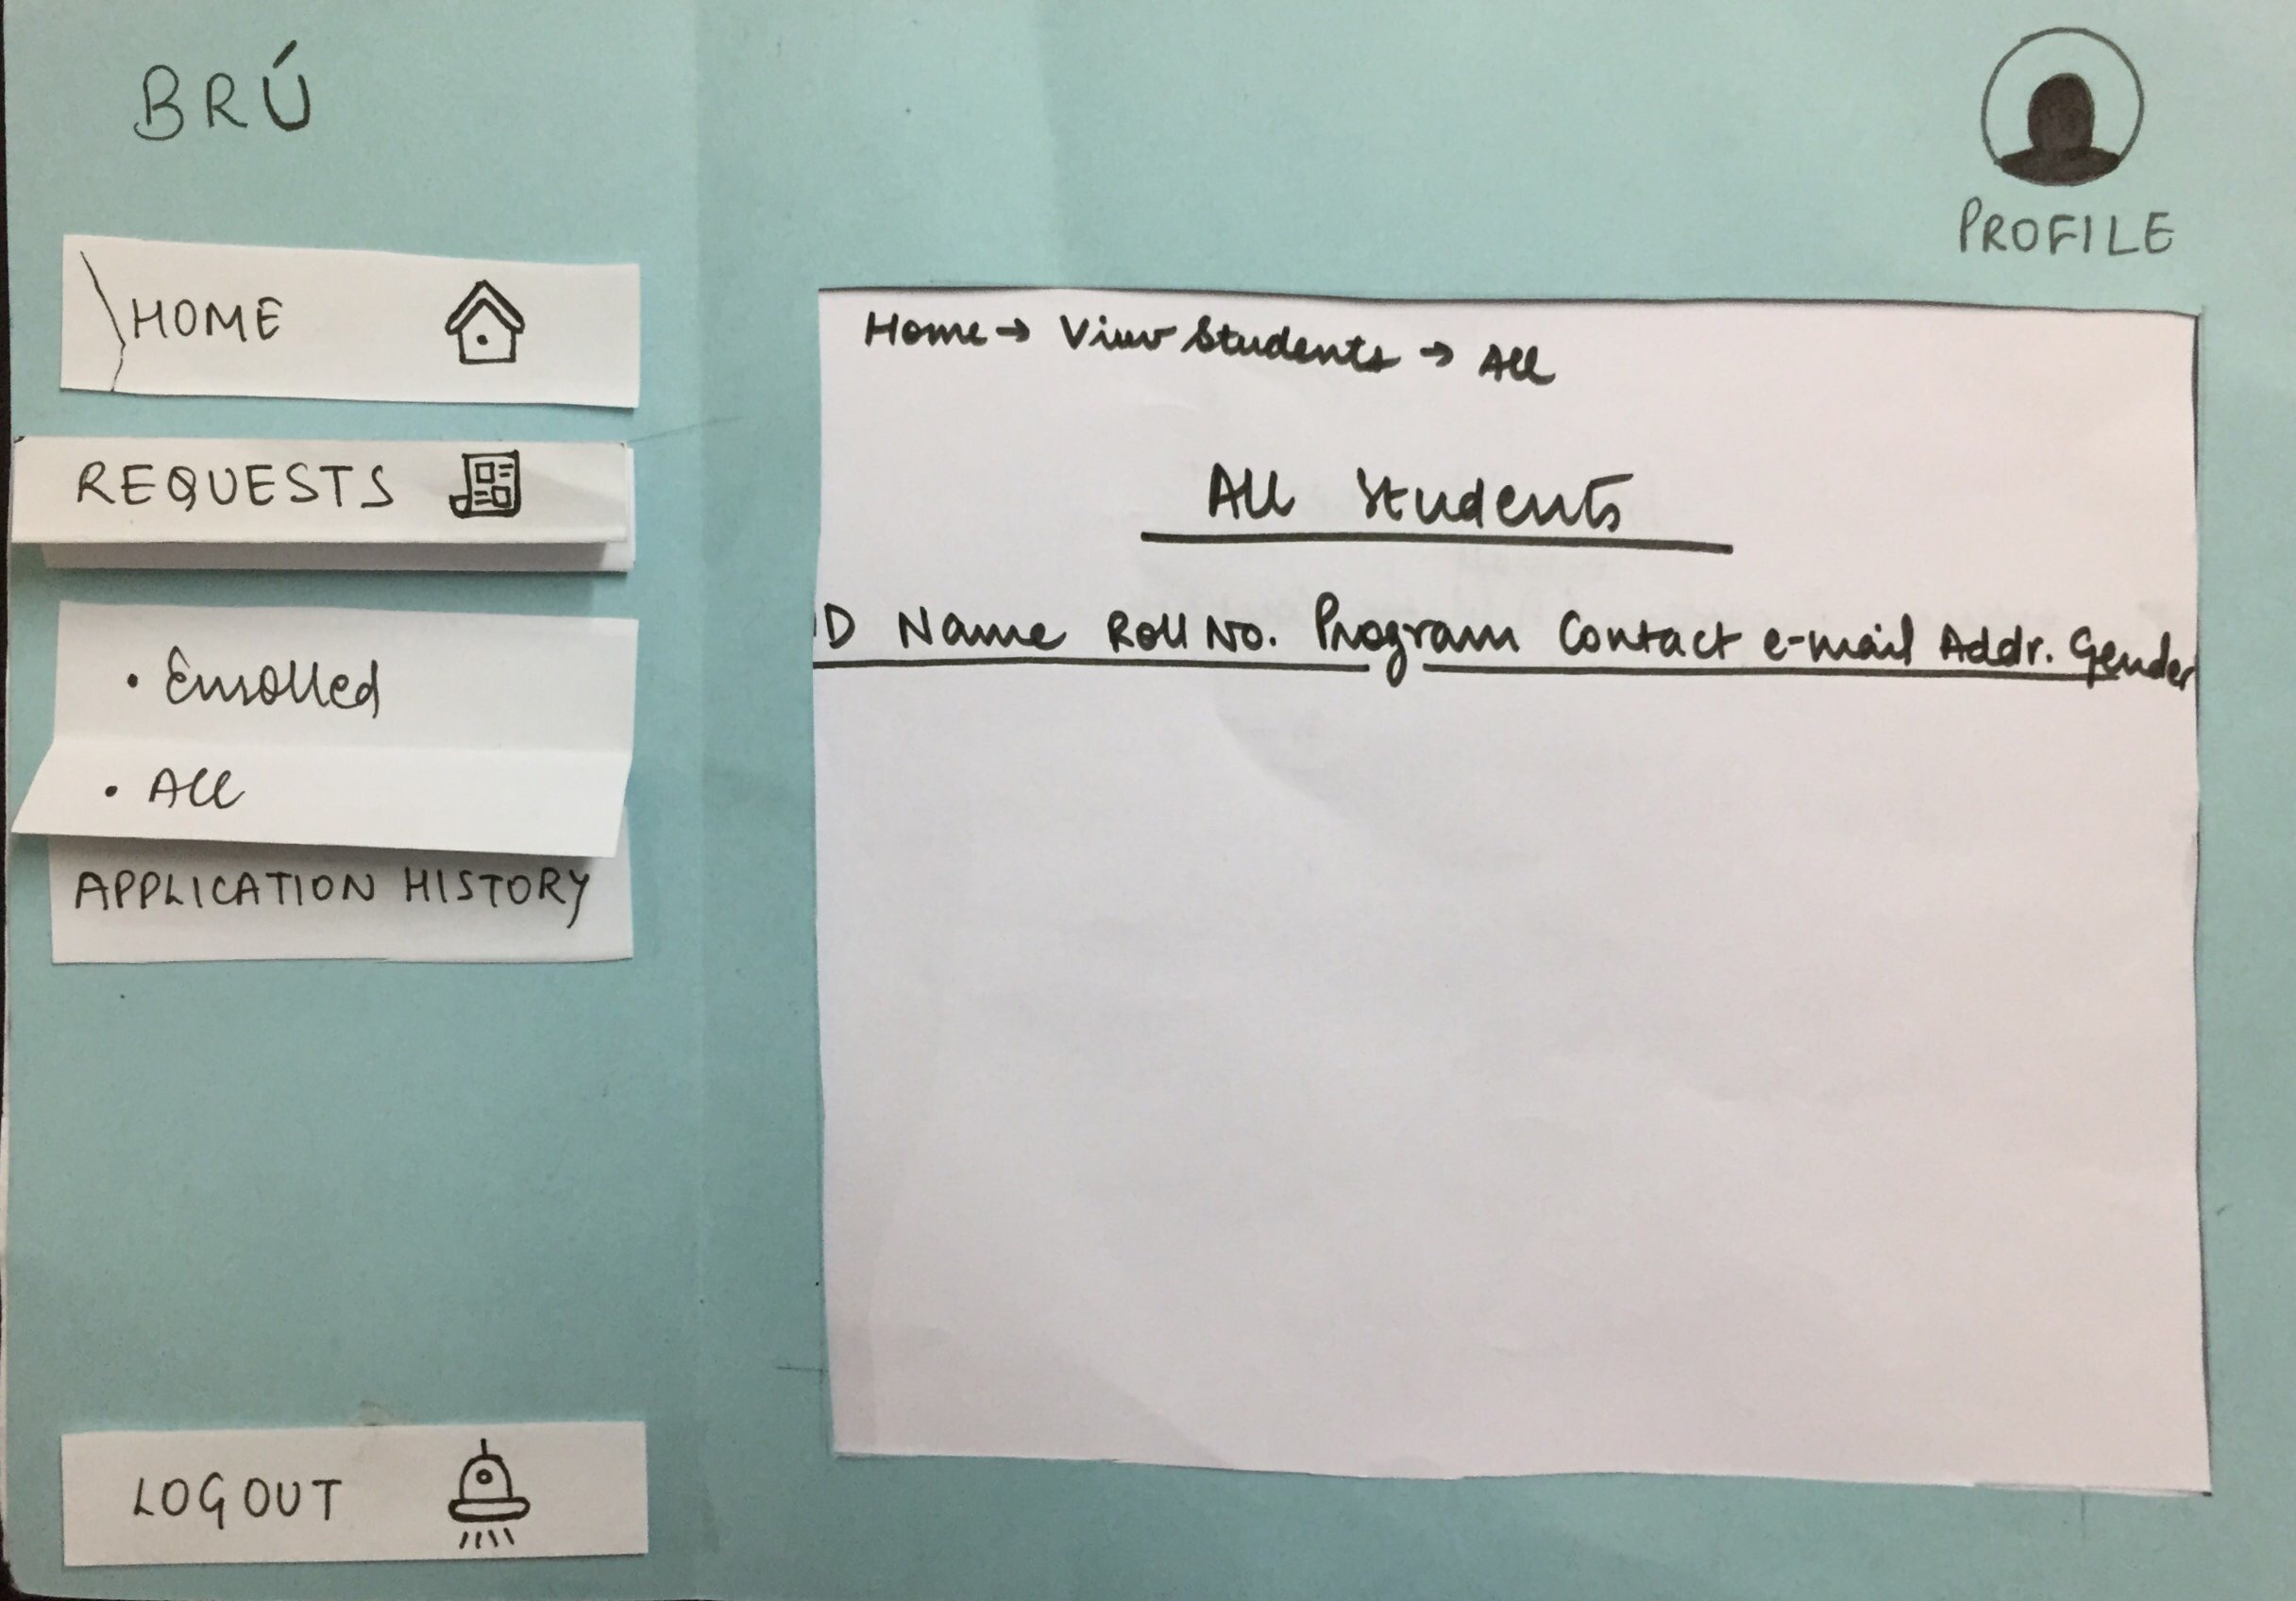 BRÚ
PROFILE
HOME
REQUESTS
• Enrolled
• All
APPLICATION HISTORY
LOGOUT
Home → View Students → All
All Students
ID Name Roll No. Program Contact e-mail Addr. Gender